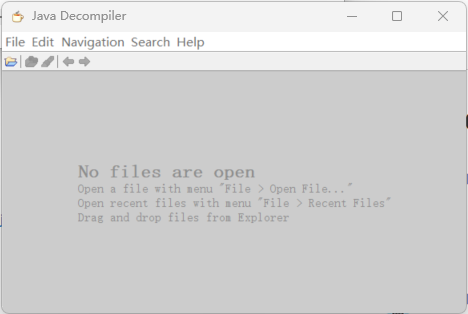 Java Decompiler
File Edit Navigation Search Help
No files are open
Open a file with menu "File > Open File..."
Open recent files with menu "File > Recent Files"
Drag and drop files from Explorer